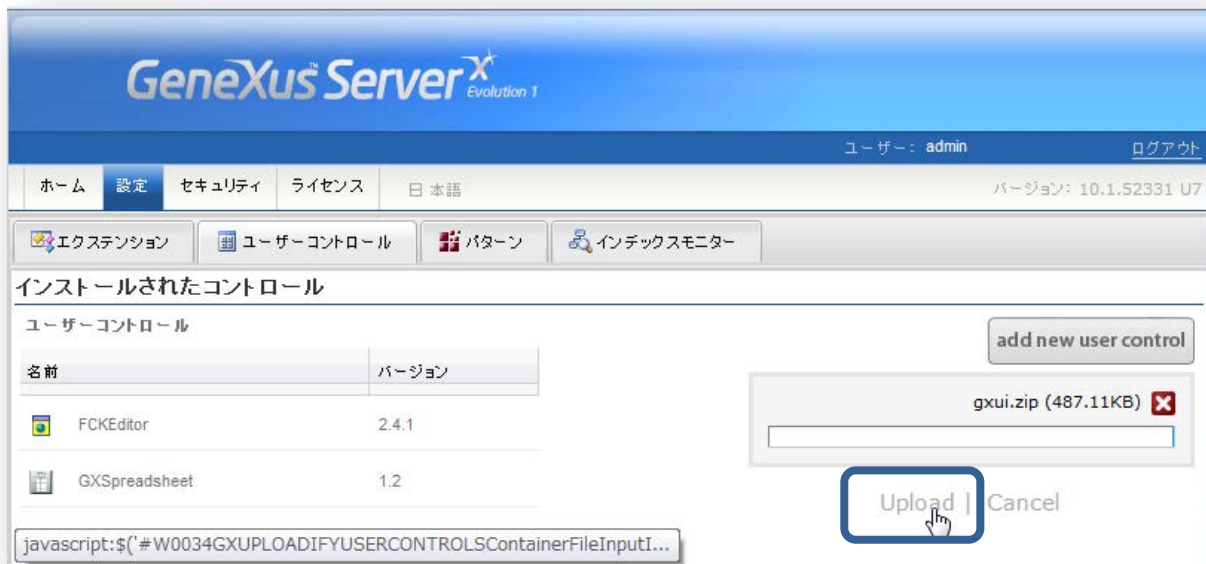 GeneXus™ Server X Evolution 1
ユーザー: admin ログアウト
ホーム 設定 セキュリティ ライセンス 日本語 バージョン: 10.1.52331 U7
エクステンション ユーザーコントロール パターン インデックスモニター
インストールされたコントロール
ユーザーコントロール
add new user control
名前 バージョン
gxui.zip (487.11KB)
FCKEditor 2.4.1
GXSpreadsheet 1.2
Upload | Cancel
javascript:$('#W0034GXUPLOADIFYUSERCONTROLSContainerFileInputI...